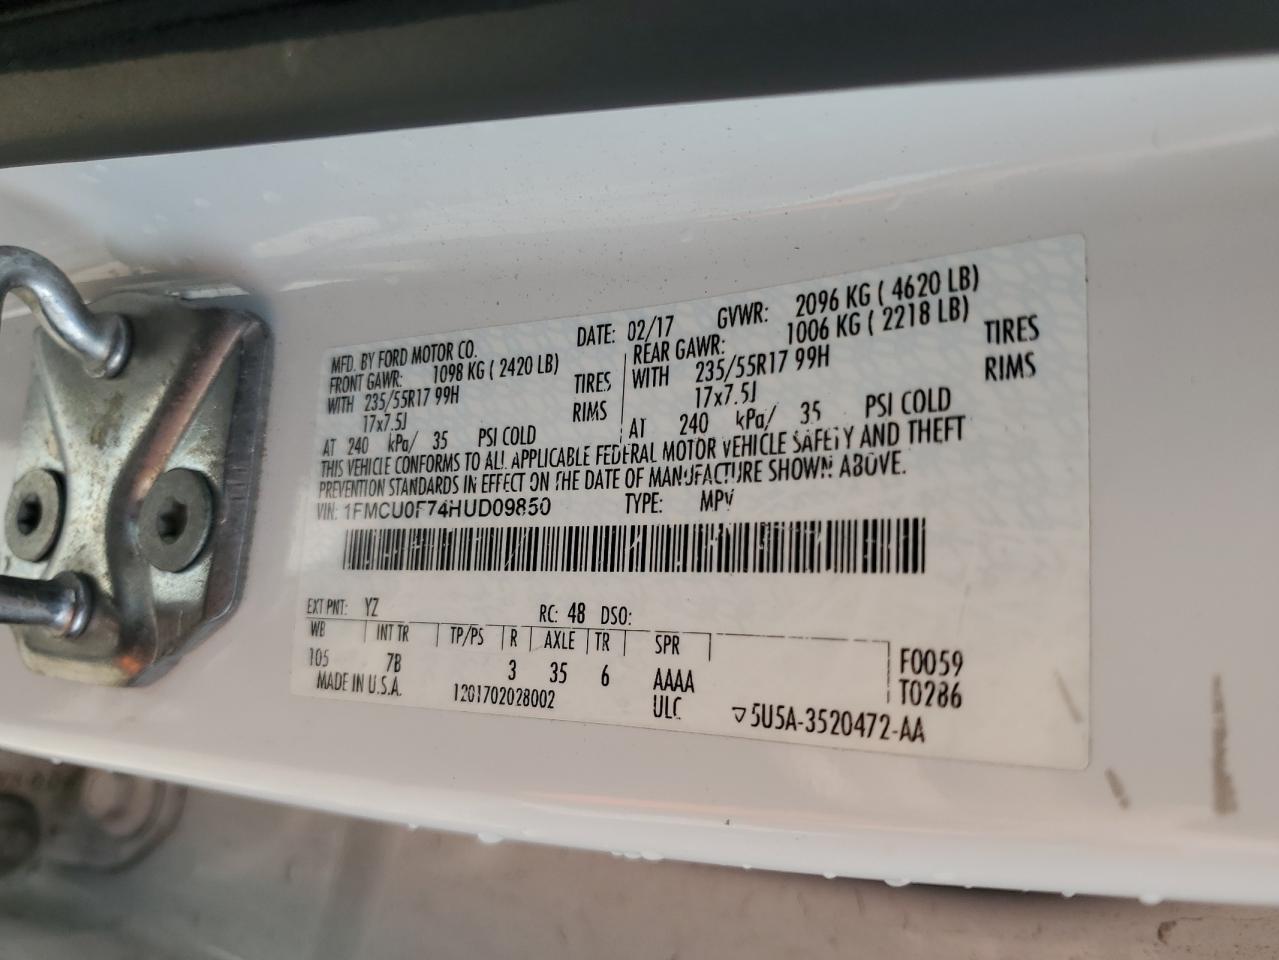 MFD. BY FORD MOTOR CO. DATE: 02/17 GVWR: 2096 KG ( 4620 LB)
FRONT GAWR: 1098 KG ( 2420 LB) REAR GAWR: 1006 KG ( 2218 LB)
WITH 235/55R17 99H TIRES WITH 235/55R17 99H TIRES
17x7.5J RIMS 17x7.5J RIMS
AT 240 kPa/ 35 PSI COLD AT 240 kPa/ 35 PSI COLD
THIS VEHICLE CONFORMS TO ALL APPLICABLE FEDERAL MOTOR VEHICLE SAFETY AND THEFT
PREVENTION STANDARDS IN EFFECT ON THE DATE OF MANUFACTURE SHOWN ABOVE.
VIN: 1FMCU0F74HUD09850 TYPE: MPV
EXT PNT: YZ RC: 48 DSO:
WB INT TR TP/PS R AXLE TR SPR
105 7B 3 35 6 AAAA F0059
MADE IN U.S.A. 1201702028002 ULC T0286
▽5U5A-3520472-AA